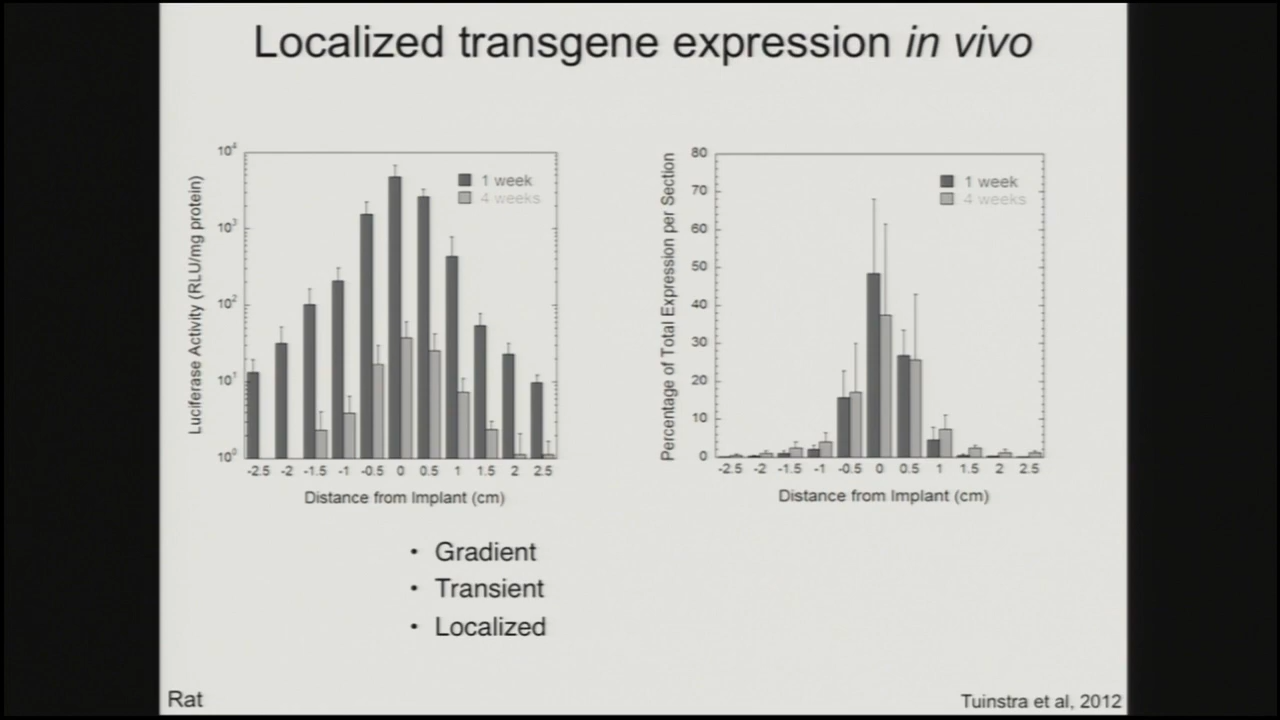 Localized transgene expression in vivo
Luciferase Activity (RLU/mg protein)
10⁴
10³
10²
10¹
10⁰
1 week
4 weeks
-2.5 -2 -1.5 -1 -0.5 0 0.5 1 1.5 2 2.5
Distance from Implant (cm)
Percentage of Total Expression per Section
80
70
60
50
40
30
20
10
0
1 week
4 weeks
-2.5 -2 -1.5 -1 -0.5 0 0.5 1 1.5 2 2.5
Distance from Implant (cm)
• Gradient
• Transient
• Localized
Rat
Tuinstra et al, 2012